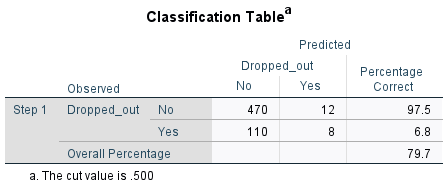 Classification Tableᵃ
Predicted
Dropped_out Percentage
Observed No Yes Correct
Step 1 Dropped_out No 470 12 97.5
Yes 110 8 6.8
Overall Percentage 79.7
a. The cut value is .500